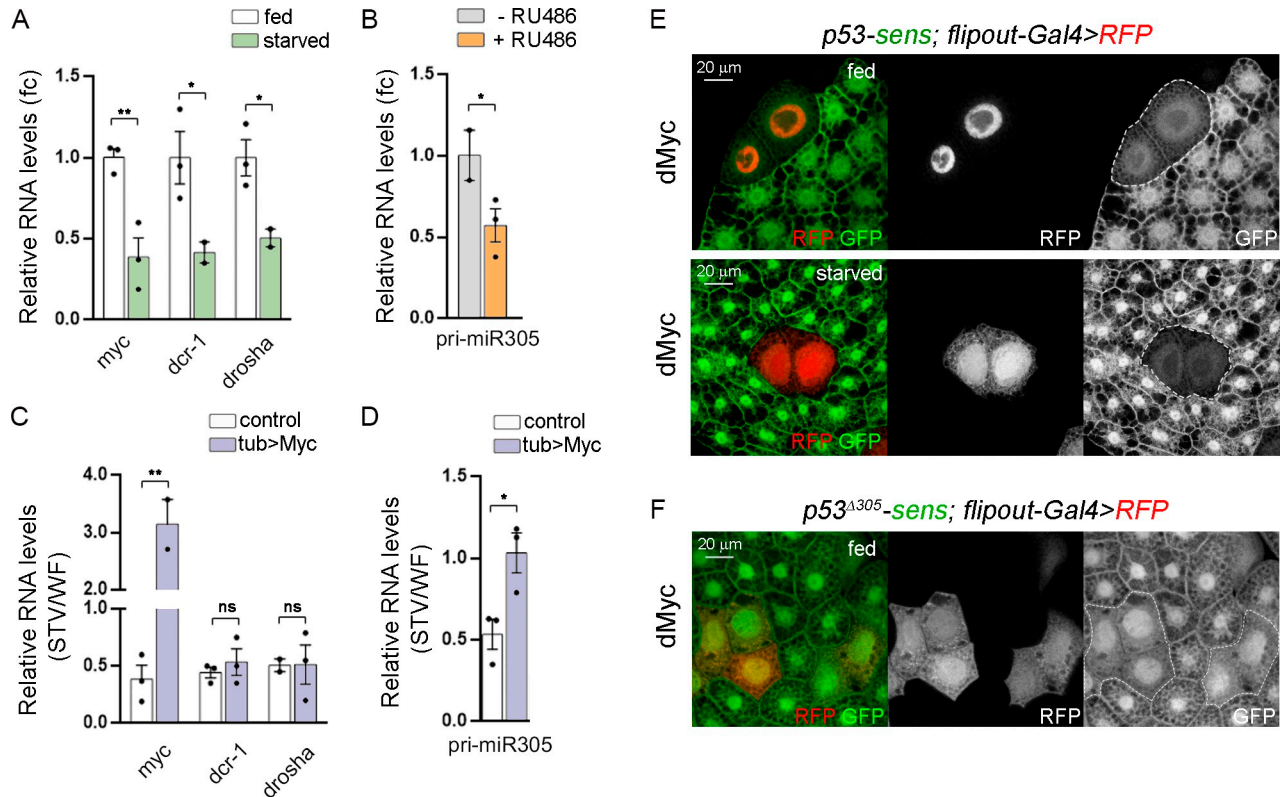 A
fed
starved
Relative RNA levels (fc)
1.5
1.0
0.5
0.0
**
*
*
myc
dcr-1
drosha
B
- RU486
+ RU486
Relative RNA levels (fc)
1.5
1.0
0.5
0.0
*
pri-miR305
C
control
tub>Myc
Relative RNA levels
(STV/WF)
4.0
3.0
2.0
0.5
0.0
**
ns
ns
myc
dcr-1
drosha
D
control
tub>Myc
Relative RNA levels
(STV/WF)
1.5
1.0
0.5
0.0
*
pri-miR305
E
p53-sens; flipout-Gal4>RFP
dMyc
20 µm
fed
RFP GFP
RFP
GFP
dMyc
20 µm
starved
RFP GFP
RFP
GFP
F
p53Δ305-sens; flipout-Gal4>RFP
dMyc
20 µm
fed
RFP GFP
RFP
GFP